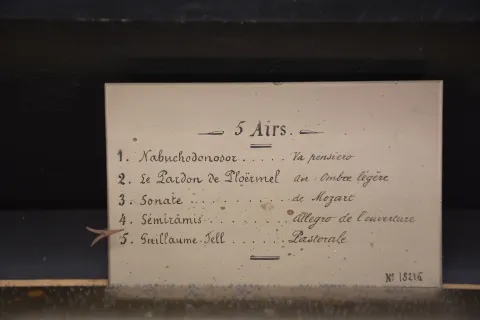 5 Airs.
1. Nabuchodonosor ..... Va pensiero
2. Le Pardon de Ploërmel air Ombre légère
3. Sonate .......... de Mozart
4. Sémiramis ........ Allegro de l'ouverture
5. Guillaume-Tell ...... Pastorale
No 15216